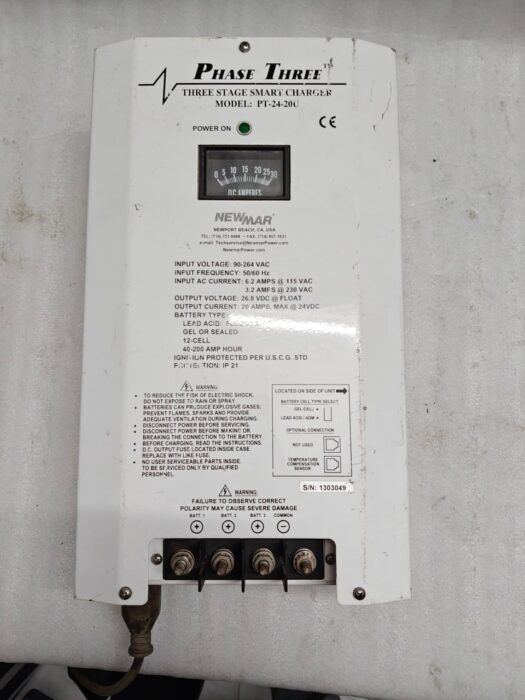 PHASE THREE TM
THREE STAGE SMART CHARGER
MODEL: PT-24-20U
POWER ON
CE
0 5 10 15 20 25 30
D.C. AMPERES
NEWMAR
NEWPORT BEACH, CA. USA
e-mail: Techservice@NewmarPower.com
NewmarPower.com
INPUT VOLTAGE: 90-264 VAC
INPUT FREQUENCY: 50/60 Hz
INPUT AC CURRENT: 6.2 AMPS @ 115 VAC
3.2 AMPS @ 230 VAC
OUTPUT VOLTAGE: 26.8 VDC @ FLOAT
OUTPUT CURRENT: 20 AMPS, MAX @ 24VDC
BATTERY TYPE:
LEAD ACID:
GEL OR SEALED
12-CELL
40-200 AMP HOUR
IGNITION PROTECTED PER U.S.C.G. STD
PROTECTION: IP 21
WARNING:
• TO REDUCE THE RISK OF ELECTRIC SHOCK, DO NOT EXPOSE TO RAIN OR SPRAY.
• BATTERIES CAN PRODUCE EXPLOSIVE GASES; PREVENT FLAMES, SPARKS AND PROVIDE
ADEQUATE VENTILATION DURING CHARGING.
• DISCONNECT POWER BEFORE SERVICING.
• DISCONNECT POWER BEFORE MAKING OR
BREAKING THE CONNECTION TO THE BATTERY.
• BEFORE CHARGING, READ THE INSTRUCTIONS.
• D.C. OUTPUT FUSE LOCATED INSIDE CASE.
REPLACE WITH LIKE FUSE.
• NO USER SERVICEABLE PARTS INSIDE.
TO BE SERVICED ONLY BY QUALIFIED
PERSONNEL.
LOCATED ON SIDE OF UNIT
BATTERY CELL TYPE SELECT
GEL-CELL
LEAD ACID / AGM
OPTIONAL CONNECTION
NOT USED
TEMPERATURE
COMPENSATION
SENSOR
S/N: 1303049
WARNING:
FAILURE TO OBSERVE CORRECT
POLARITY MAY CAUSE SEVERE DAMAGE
BATT. 1 BATT. 2 BATT. 3 COMMON
+ + + −